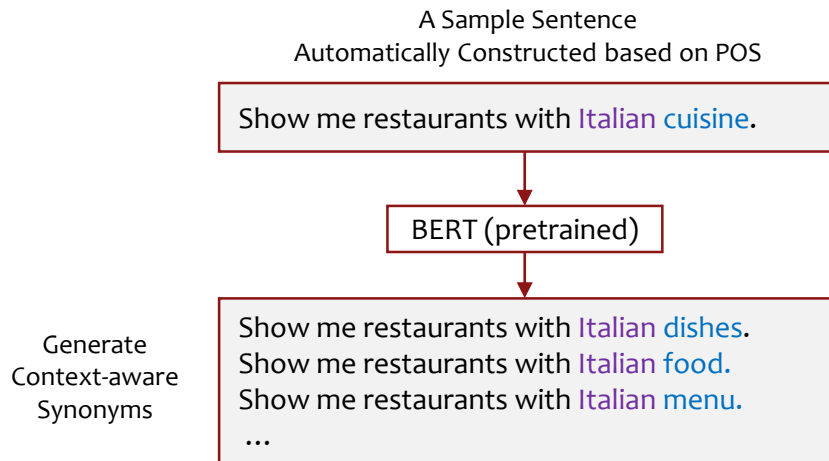 A Sample Sentence
Automatically Constructed based on POS
Show me restaurants with Italian cuisine.
BERT (pretrained)
Generate
Context-aware
Synonyms
Show me restaurants with Italian dishes.
Show me restaurants with Italian food.
Show me restaurants with Italian menu.
...